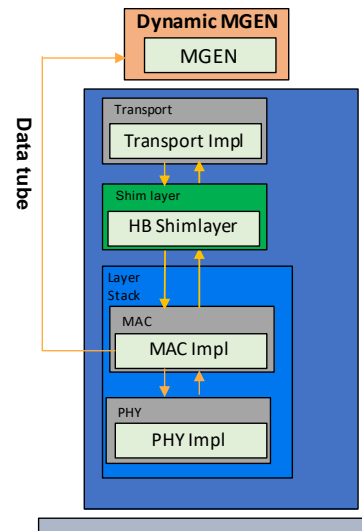 Dynamic MGEN
MGEN
Data tube
Transport
Transport Impl
Shim layer
HB Shimlayer
Layer
Stack
MAC
MAC Impl
PHY
PHY Impl